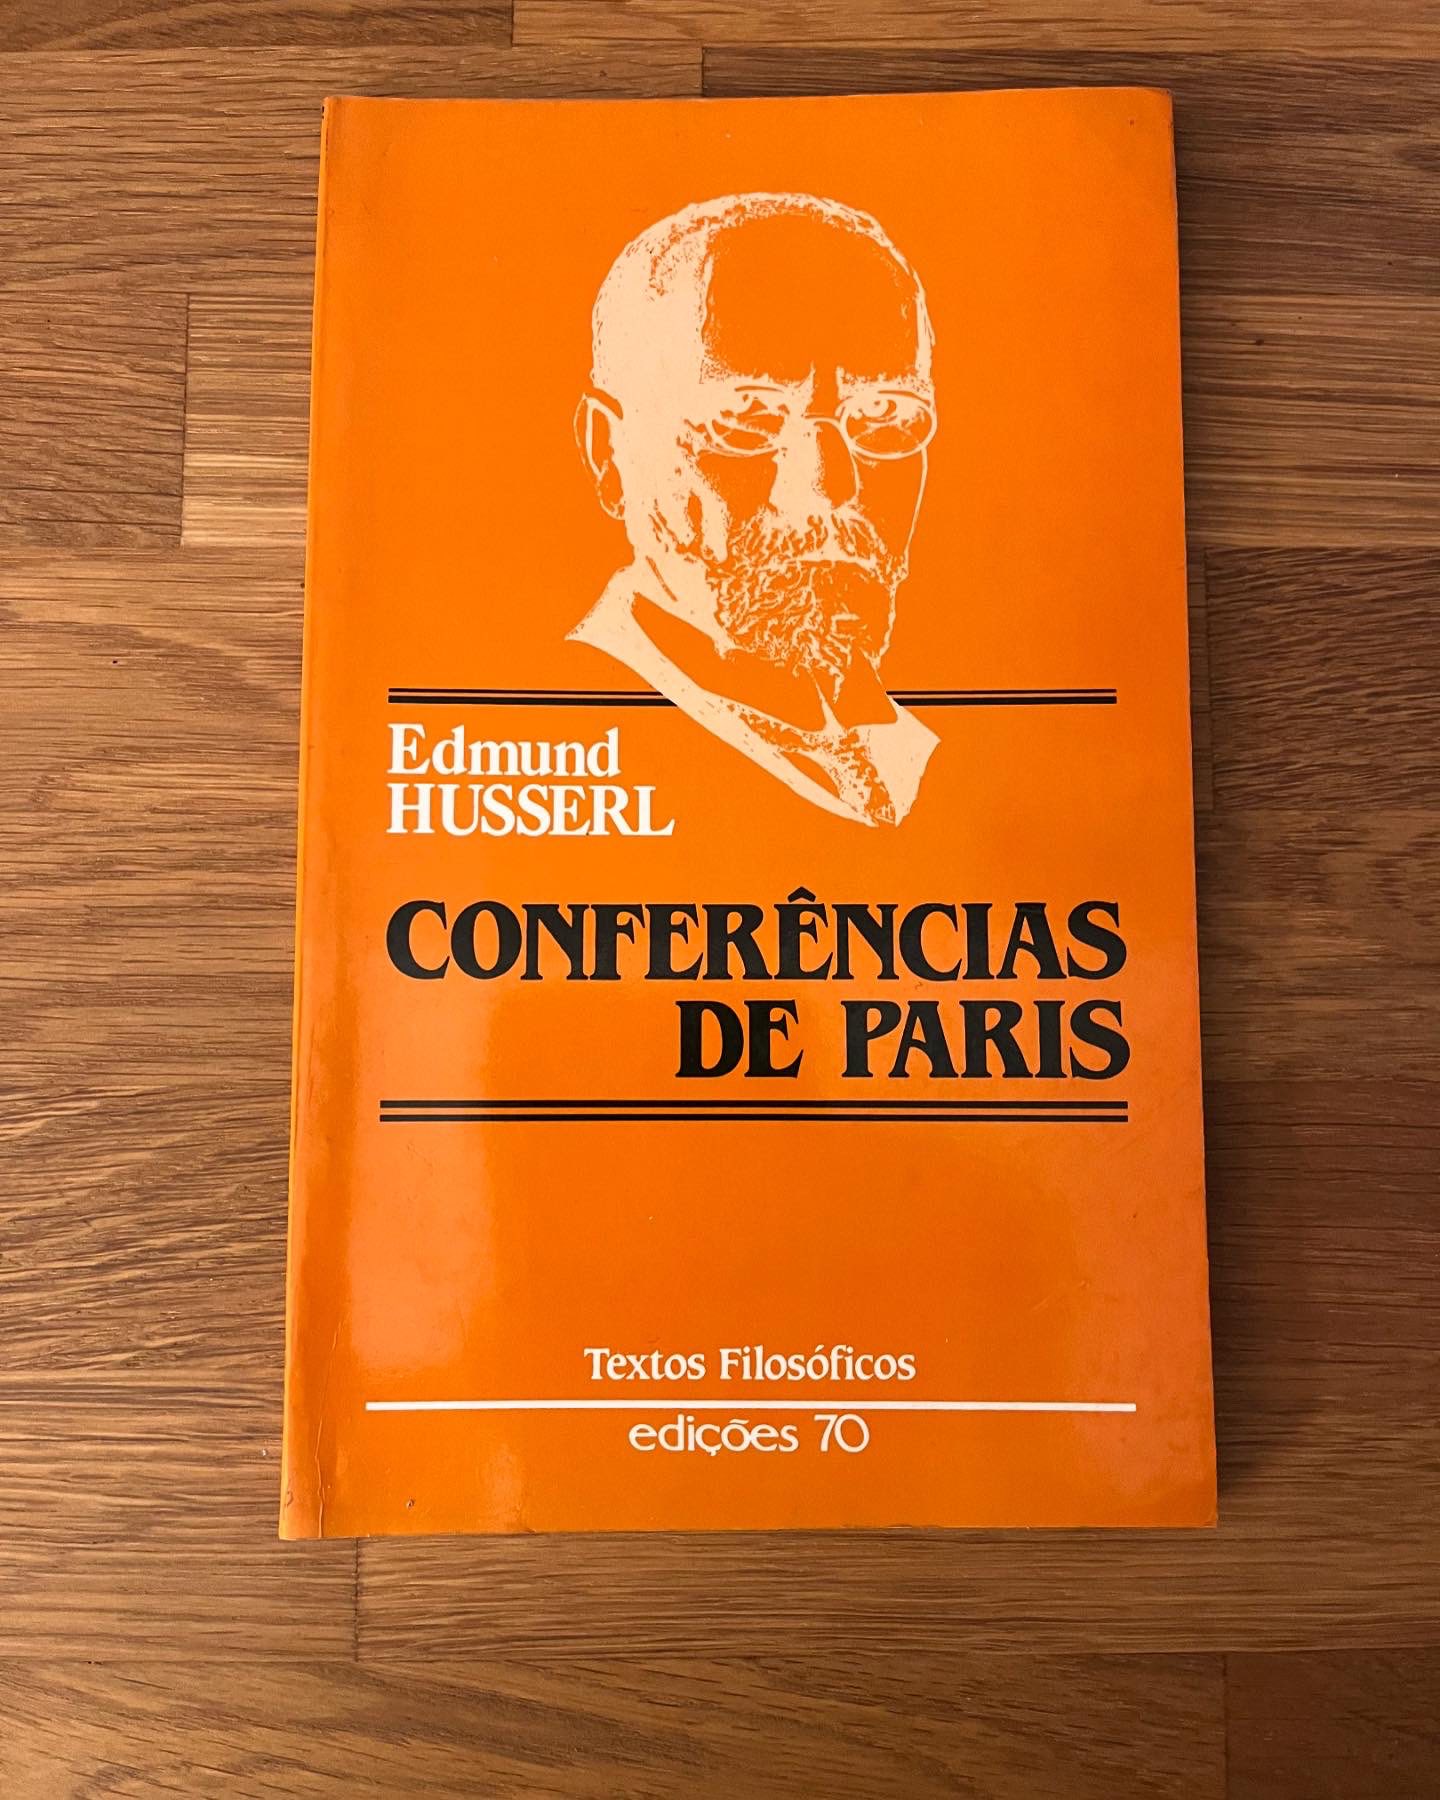 Edmund
HUSSERL
CONFERÊNCIAS
DE PARIS
Textos Filosóficos
edições 70